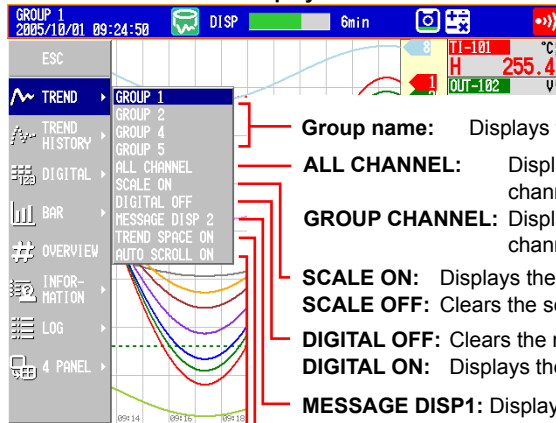 GROUP 1
2005/10/01 09:24:50
DISP
6min
8
TI-101 °C
H 255.4
1
OUT-102 V
ESC
TREND
TREND HISTORY
DIGITAL
BAR
OVERVIEW
INFOR-MATION
LOG
4 PANEL
GROUP 1
GROUP 2
GROUP 4
GROUP 5
ALL CHANNEL
SCALE ON
DIGITAL OFF
MESSAGE DISP 2
TREND SPACE ON
AUTO SCROLL ON
Group name: Displays
ALL CHANNEL: Displ
chann
GROUP CHANNEL: Displ
chann
SCALE ON: Displays the
SCALE OFF: Clears the s
DIGITAL OFF: Clears the
DIGITAL ON: Displays the
MESSAGE DISP1: Display
09:14
09:16
09:18